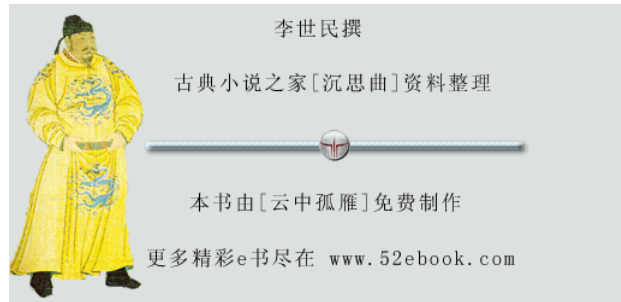 李世民撰
古典小说之家[沉思曲]资料整理
本书由[云中孤雁]免费制作
更多精彩e书尽在 www.52ebook.com